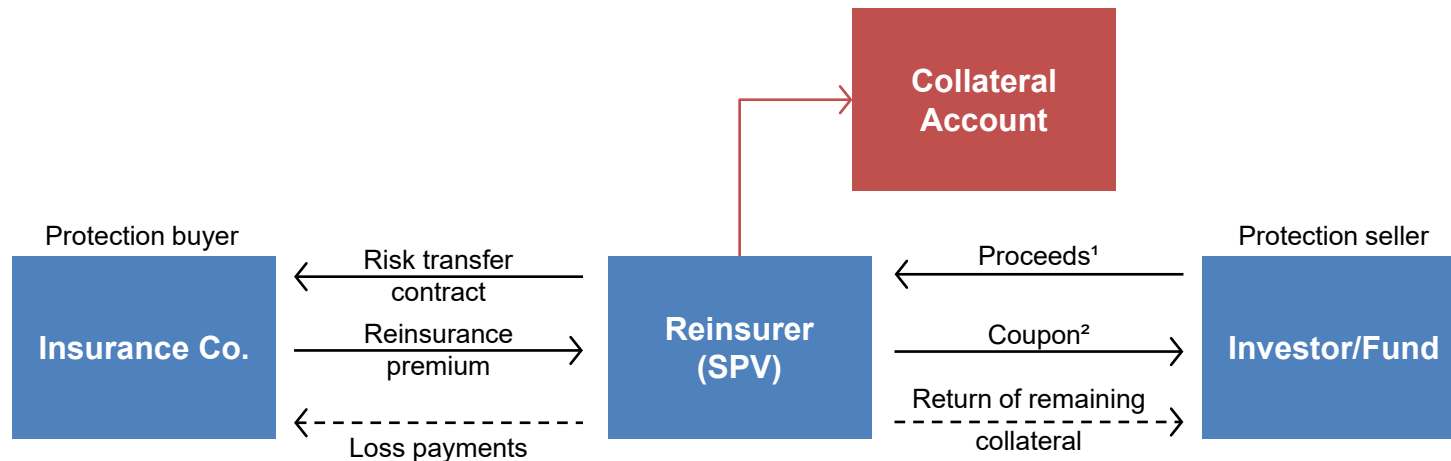 Collateral
Account
Protection buyer
Protection seller
Risk transfer
contract
Proceeds¹
Insurance Co.
Reinsurance
premium
Reinsurer
(SPV)
Coupon²
Investor/Fund
Loss payments
Return of remaining
collateral